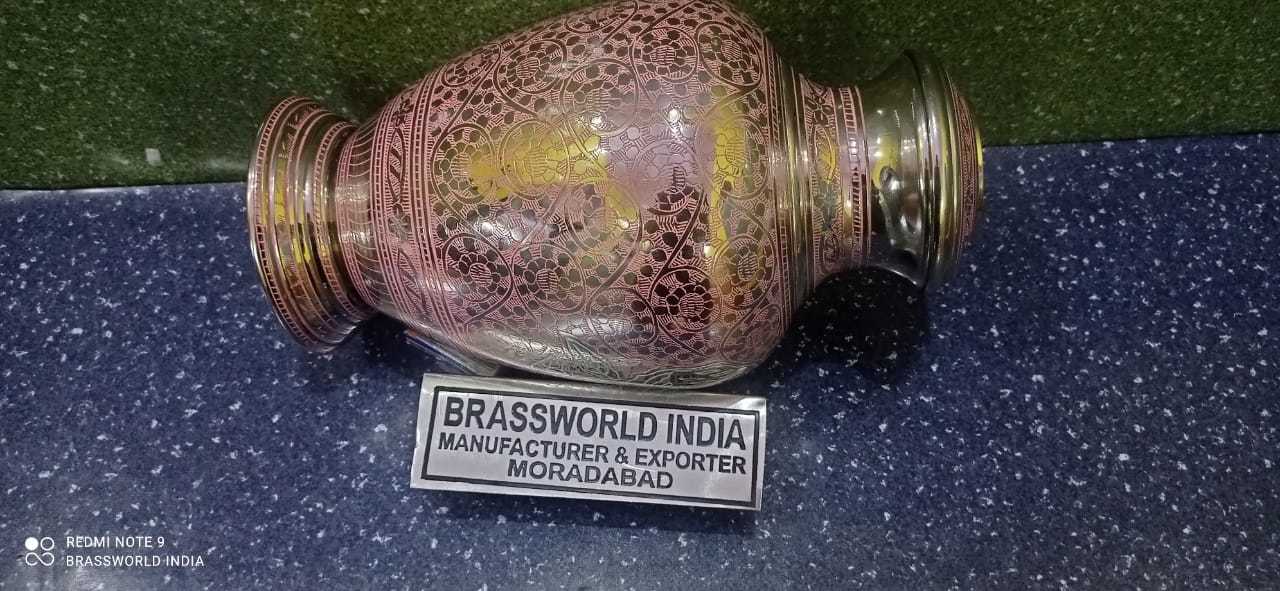 BRASSWORLD INDIA
MANUFACTURER & EXPORTER
MORADABAD
REDMI NOTE 9
BRASSWORLD INDIA